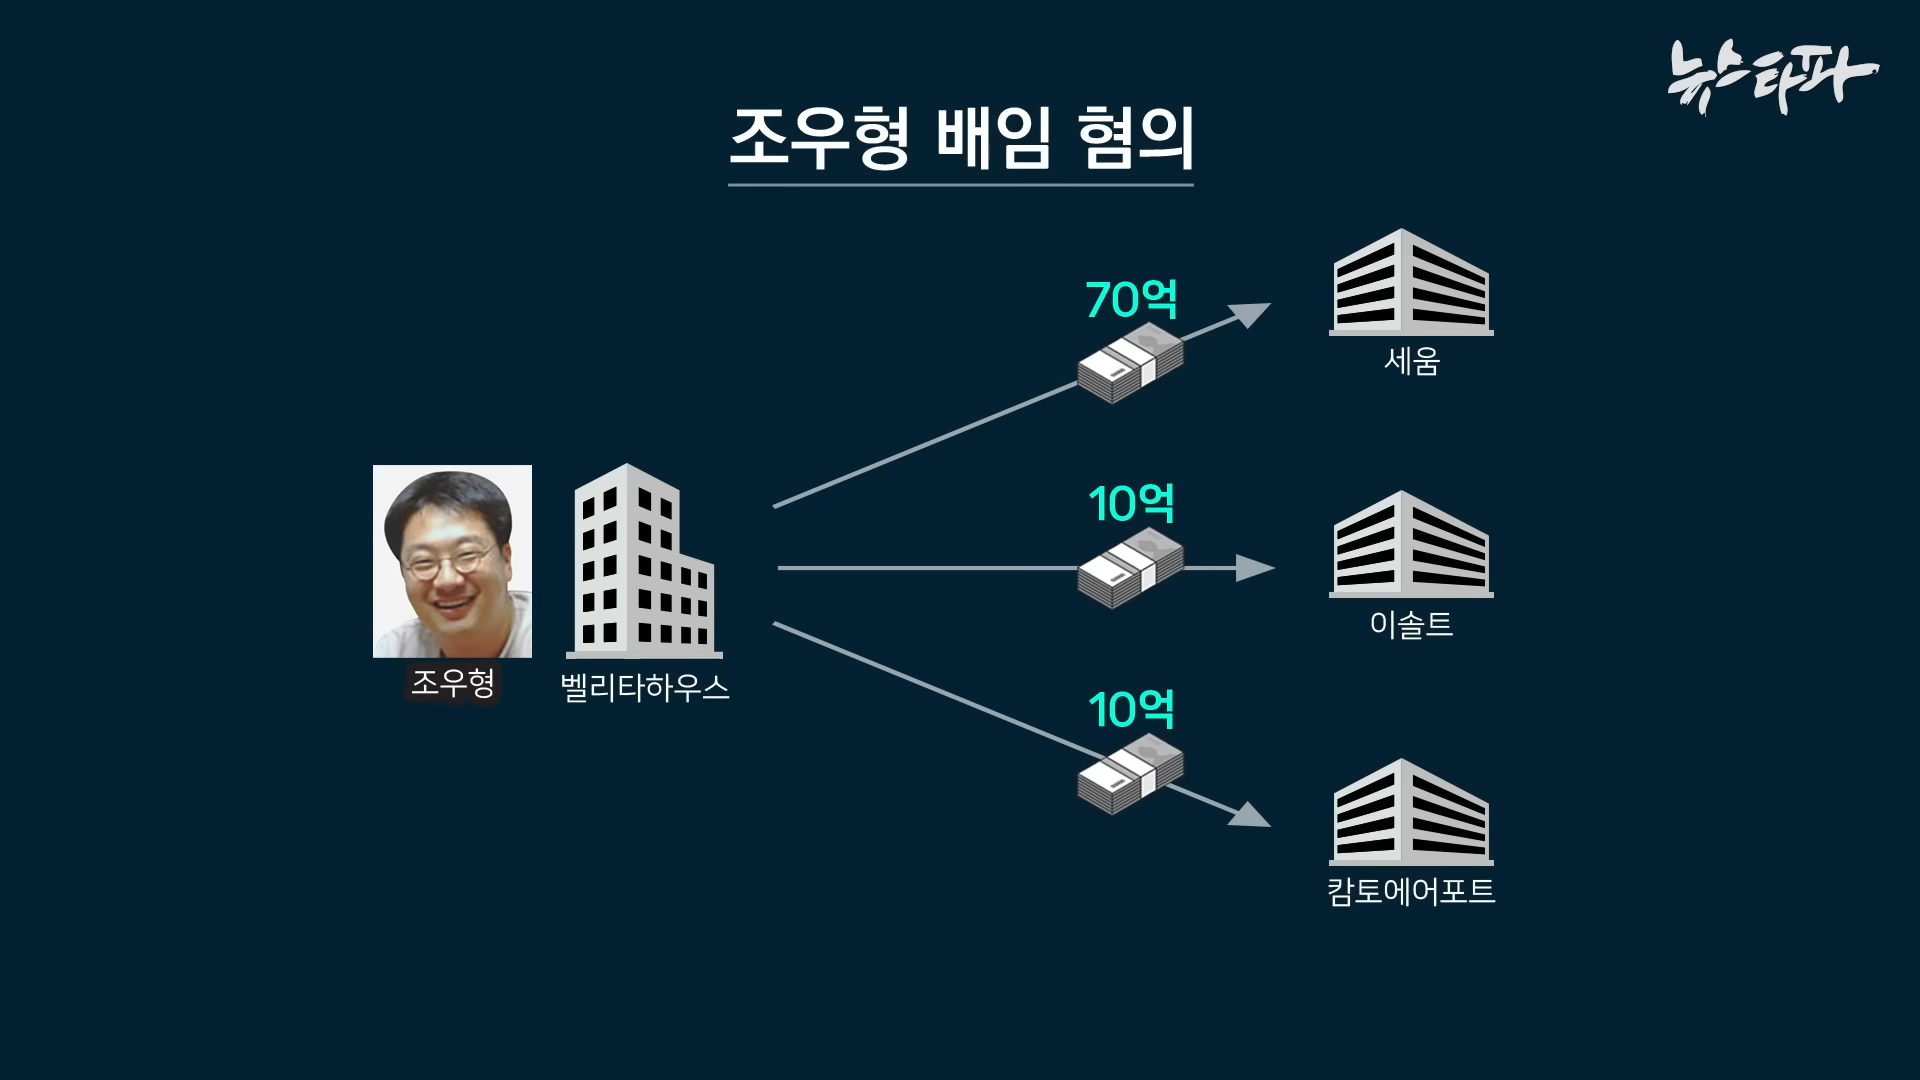 뉴스타파
조우형 배임 혐의
70억
세움
10억
이솔트
조우형
벨리타하우스
10억
캄토에어포트